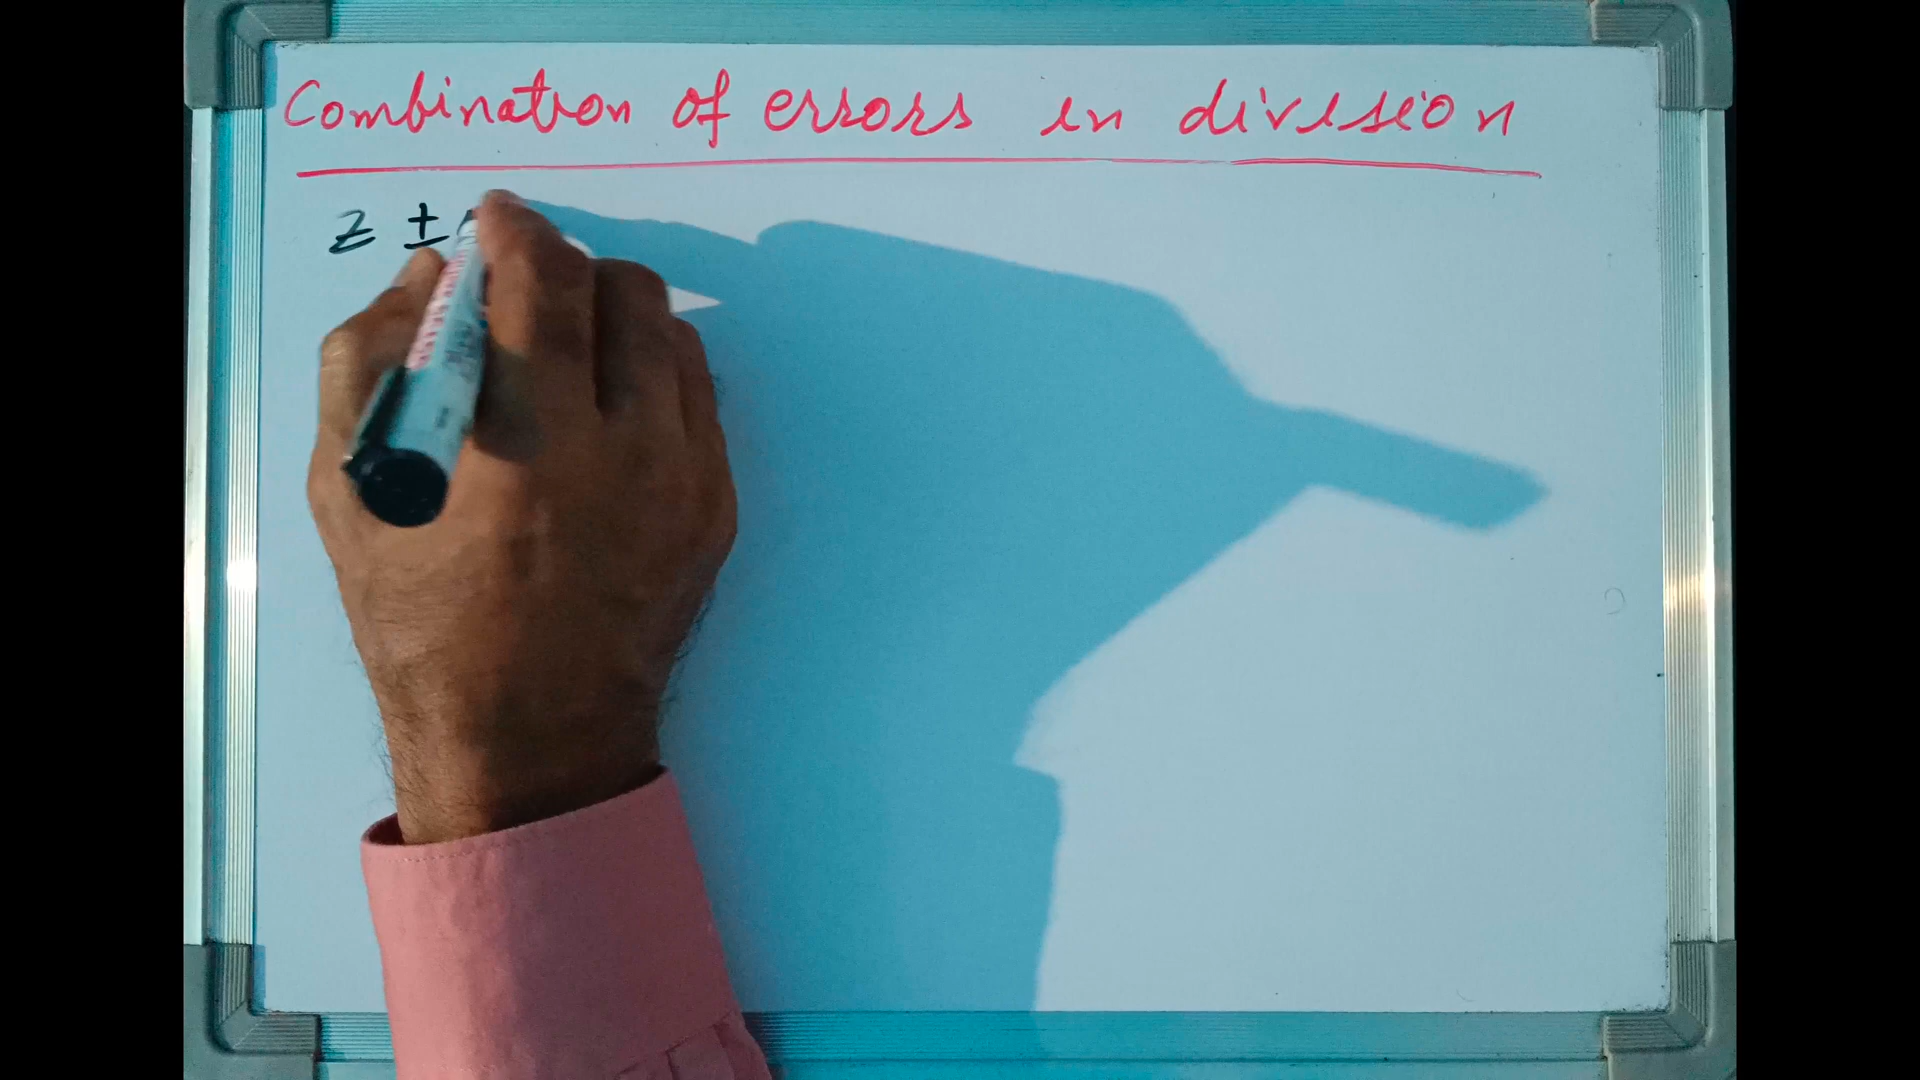 Combination of errors in division
Z ±